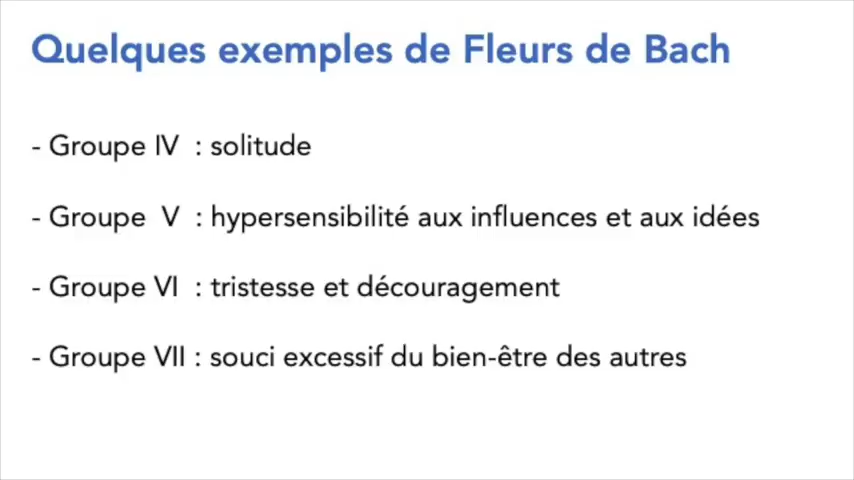 Quelques exemples de Fleurs de Bach
- Groupe IV : solitude
- Groupe V : hypersensibilité aux influences et aux idées
- Groupe VI : tristesse et découragement
- Groupe VII : souci excessif du bien-être des autres